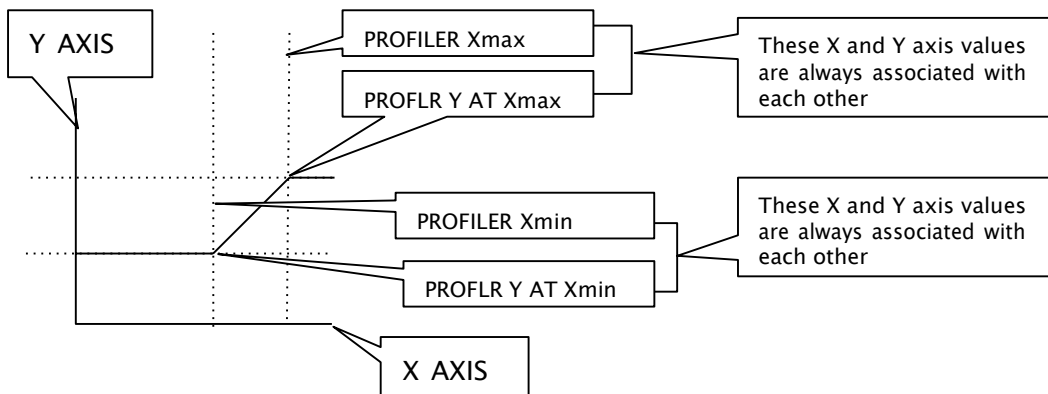 Y AXIS
PROFILER Xmax
PROFLR Y AT Xmax
These X and Y axis values
are always associated with
each other
PROFILER Xmin
PROFLR Y AT Xmin
These X and Y axis values
are always associated with
each other
X AXIS